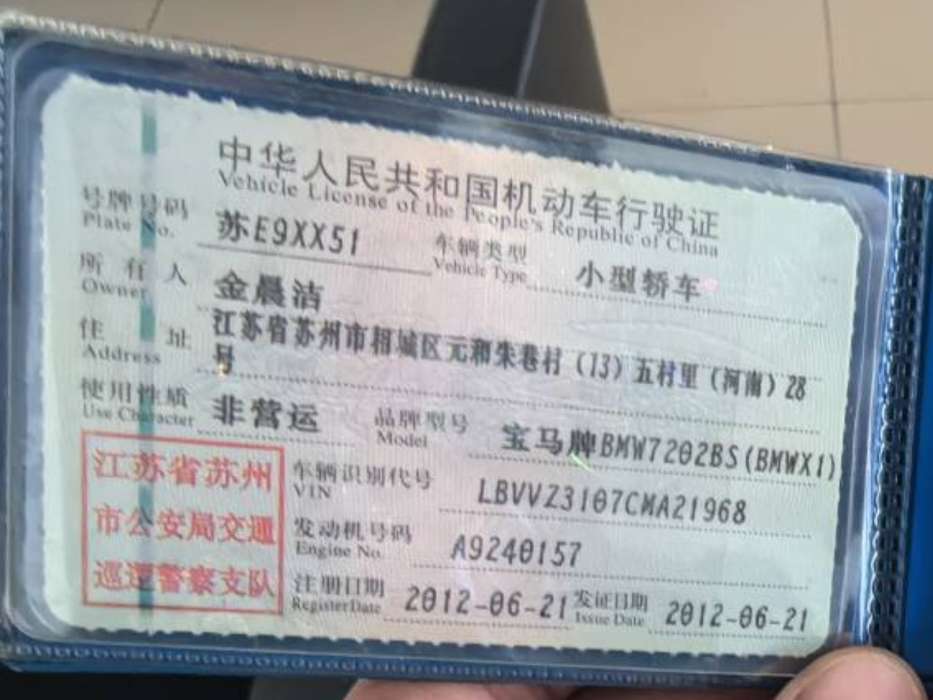 中华人民共和国机动车行驶证
Vehicle License of the People's Republic of China
号牌号码 苏E9XX51 车辆类型 小型轿车
Plate No. Vehicle Type
所有人 金晨洁
Owner
住址 江苏省苏州市相城区元和朱巷村(13)五村里(河南)28
Address 号
使用性质 非营运 品牌型号 宝马牌BMW7202BS(BMWX1)
Use Character Model
江苏省苏州
市公安局交通
巡逻警察支队
车辆识别代号 LBVVZ3107CMA21968
VIN
发动机号码 A9240157
Engine No.
注册日期 2012-06-21 发证日期 2012-06-21
Register Date Issue Date